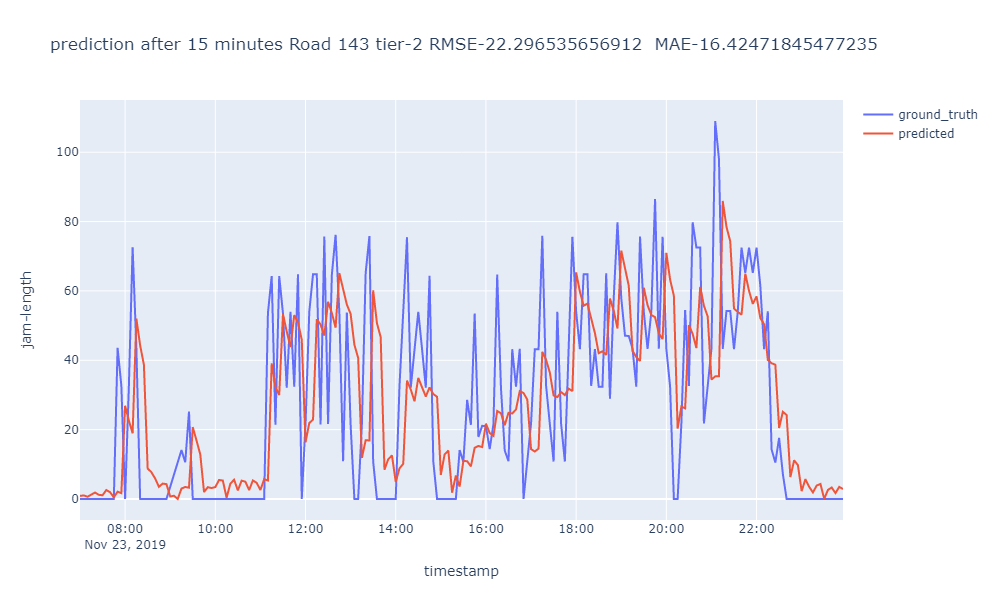 prediction after 15 minutes Road 143 tier-2 RMSE-22.296535656912  MAE-16.42471845477235
ground_truth
predicted
jam-length
100
80
60
40
20
0
08:00 10:00 12:00 14:00 16:00 18:00 20:00 22:00
Nov 23, 2019
timestamp